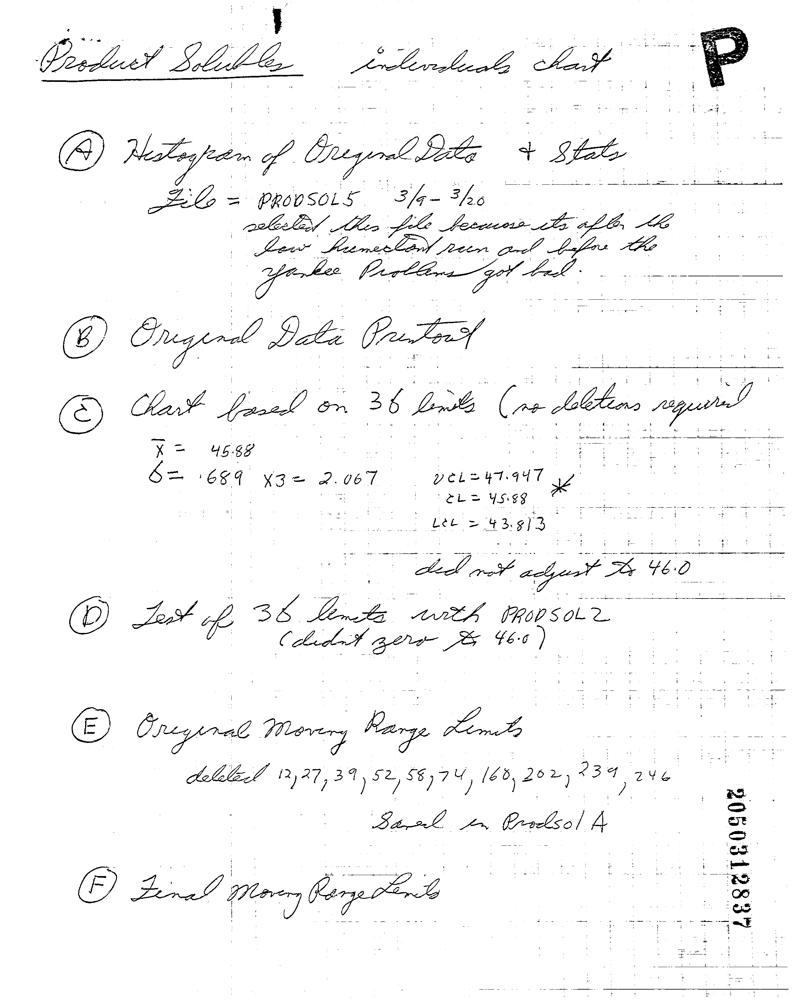 P
Product Solubles individuals chart
A Histogram of Original Data + Stats
File = PRODSOL5 3/9 - 3/20
selected this file because its after the
low humectant run and before the
Yankee Problems got bad.
B Original Data Printout
C Chart based on 3σ limits (no deletions required
x̄ = 45.88
σ = .689 x3 = 2.067
UCL = 47.947
CL = 45.88 *
LCL = 43.813
did not adjust to 46.0
D Test of 3σ limits with PRODSOL2
(didnt zero to 46.0)
E Original Moving Range Limits
deleted 12, 27, 39, 52, 58, 74, 160, 202, 239, 246
Saved in Prodsol A
F Final Moving Range Limits
2050312837